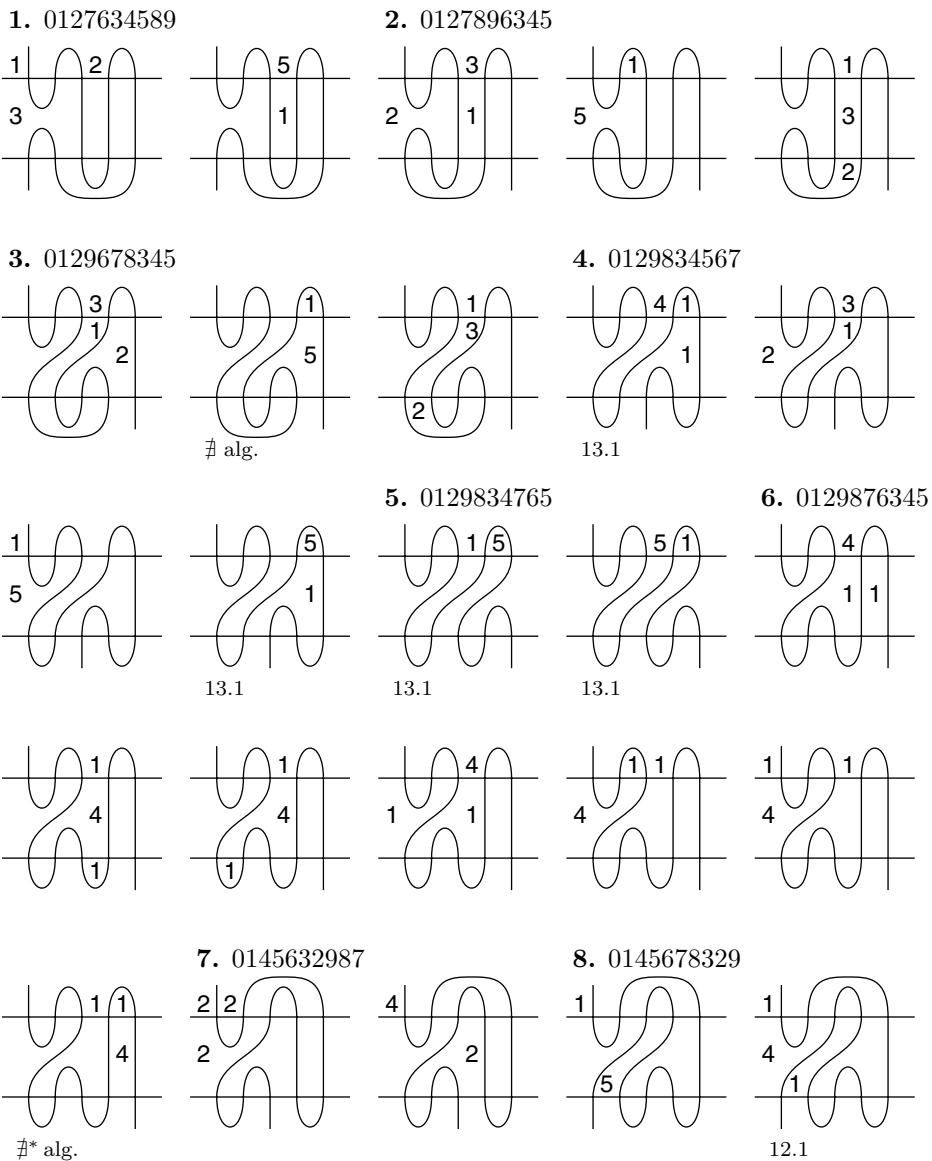 1. 0127634589 2. 0127896345
1 2 5 3 1 1
3 1 2 1 5 3
2
3. 0129678345 4. 0129834567
3 1 1 4 1 3
1 3 1
2 5 1 2
2
∄ alg. 13.1
5. 0129834765 6. 0129876345
1 5 1 5 5 1 4
5 1 1 1
13.1 13.1 13.1
1 1 4 1 1 1 1
4 4 1 1 4 4
1 1
7. 0145632987 8. 0145678329
1 1 2 2 4 1 1
4 2 2 4
5 1
∄* alg. 12.1